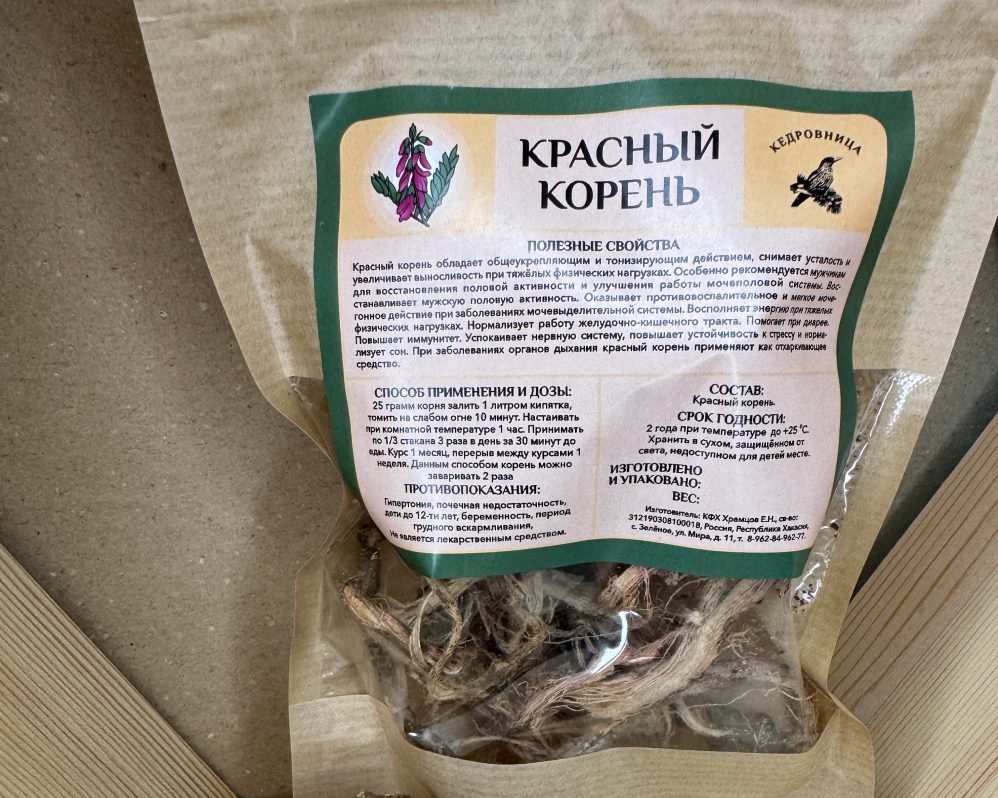 КРАСНЫЙ
КОРЕНЬ
КЕДРОВНИЦА
ПОЛЕЗНЫЕ СВОЙСТВА
Красный корень обладает общеукрепляющим и тонизирующим действием, снимает усталость и
увеличивает выносливость при тяжёлых физических нагрузках. Особенно рекомендуется мужчинам
для восстановления половой активности и улучшения работы мочеполовой системы. Вос-
станавливает мужскую половую активность. Оказывает противовоспалительное и мягкое моче-
гонное действие при заболеваниях мочевыделительной системы. Восполняет энергию при тяжелых
физических нагрузках. Нормализует работу желудочно-кишечного тракта. Помогает при диарее.
Повышает иммунитет. Успокаивает нервную систему, повышает устойчивость к стрессу и норма-
лизует сон. При заболеваниях органов дыхания красный корень применяют как отхаркивающее
средство.
СПОСОБ ПРИМЕНЕНИЯ И ДОЗЫ:
25 грамм корня залить 1 литром кипятка,
томить на слабом огне 10 минут. Настаивать
при комнатной температуре 1 час. Принимать
по 1/3 стакана 3 раза в день за 30 минут до
еды. Курс 1 месяц, перерыв между курсами 1
неделя. Данным способом корень можно
заваривать 2 раза
ПРОТИВОПОКАЗАНИЯ:
Гипертония, почечная недостаточность,
дети до 12-ти лет, беременность, период
грудного вскармливания,
Не является лекарственным средством.
СОСТАВ:
Красный корень.
СРОК ГОДНОСТИ:
2 года при температуре до +25 °С.
Хранить в сухом, защищённом от
света, недоступном для детей месте.
ИЗГОТОВЛЕНО
И УПАКОВАНО:
ВЕС:
Изготовитель: КФХ Храмцов Е.Н., св-во:
312190308100018, Россия, Республика Хакасия,
с. Зелёное, ул. Мира, д. 11, т. 8-962-84-962-77.